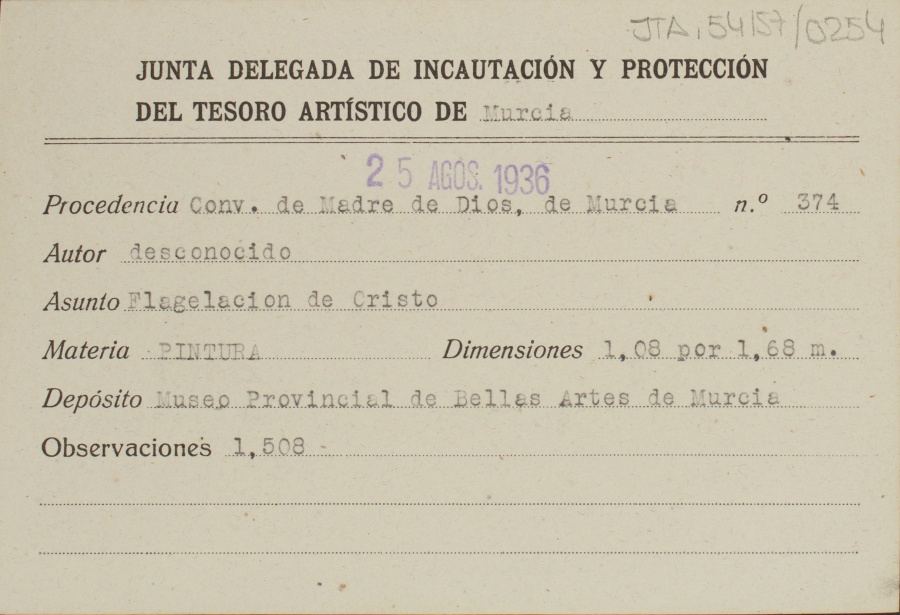 JTA, 54/57/0254
JUNTA DELEGADA DE INCAUTACIÓN Y PROTECCIÓN
DEL TESORO ARTÍSTICO DE Murcia
25 AGOS. 1936
Procedencia Conv. de Madre de Dios, de Murcia n.º 374
Autor desconocido
Asunto Flagelacion de Cristo
Materia PINTURA Dimensiones 1,08 por 1,68 m.
Depósito Museo Provincial de Bellas Artes de Murcia
Observaciones 1,508 -